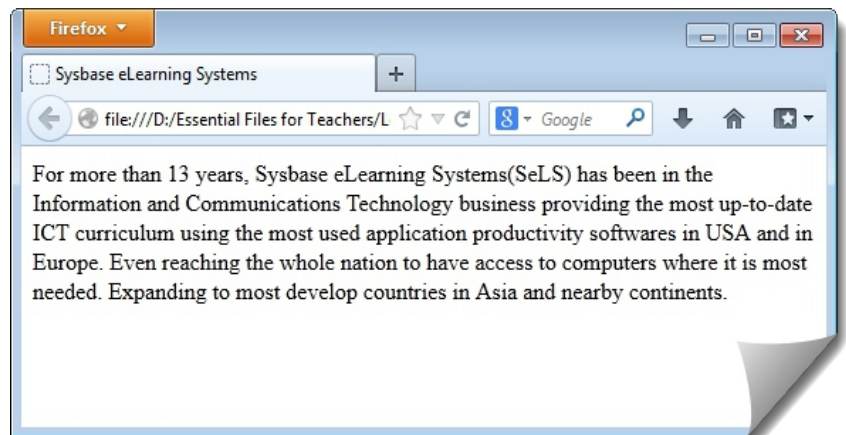 Firefox
Sysbase eLearning Systems
file:///D:/Essential Files for Teachers/L
Google
For more than 13 years, Sysbase eLearning Systems(SeLS) has been in the
Information and Communications Technology business providing the most up-to-date
ICT curriculum using the most used application productivity softwares in USA and in
Europe. Even reaching the whole nation to have access to computers where it is most
needed. Expanding to most develop countries in Asia and nearby continents.